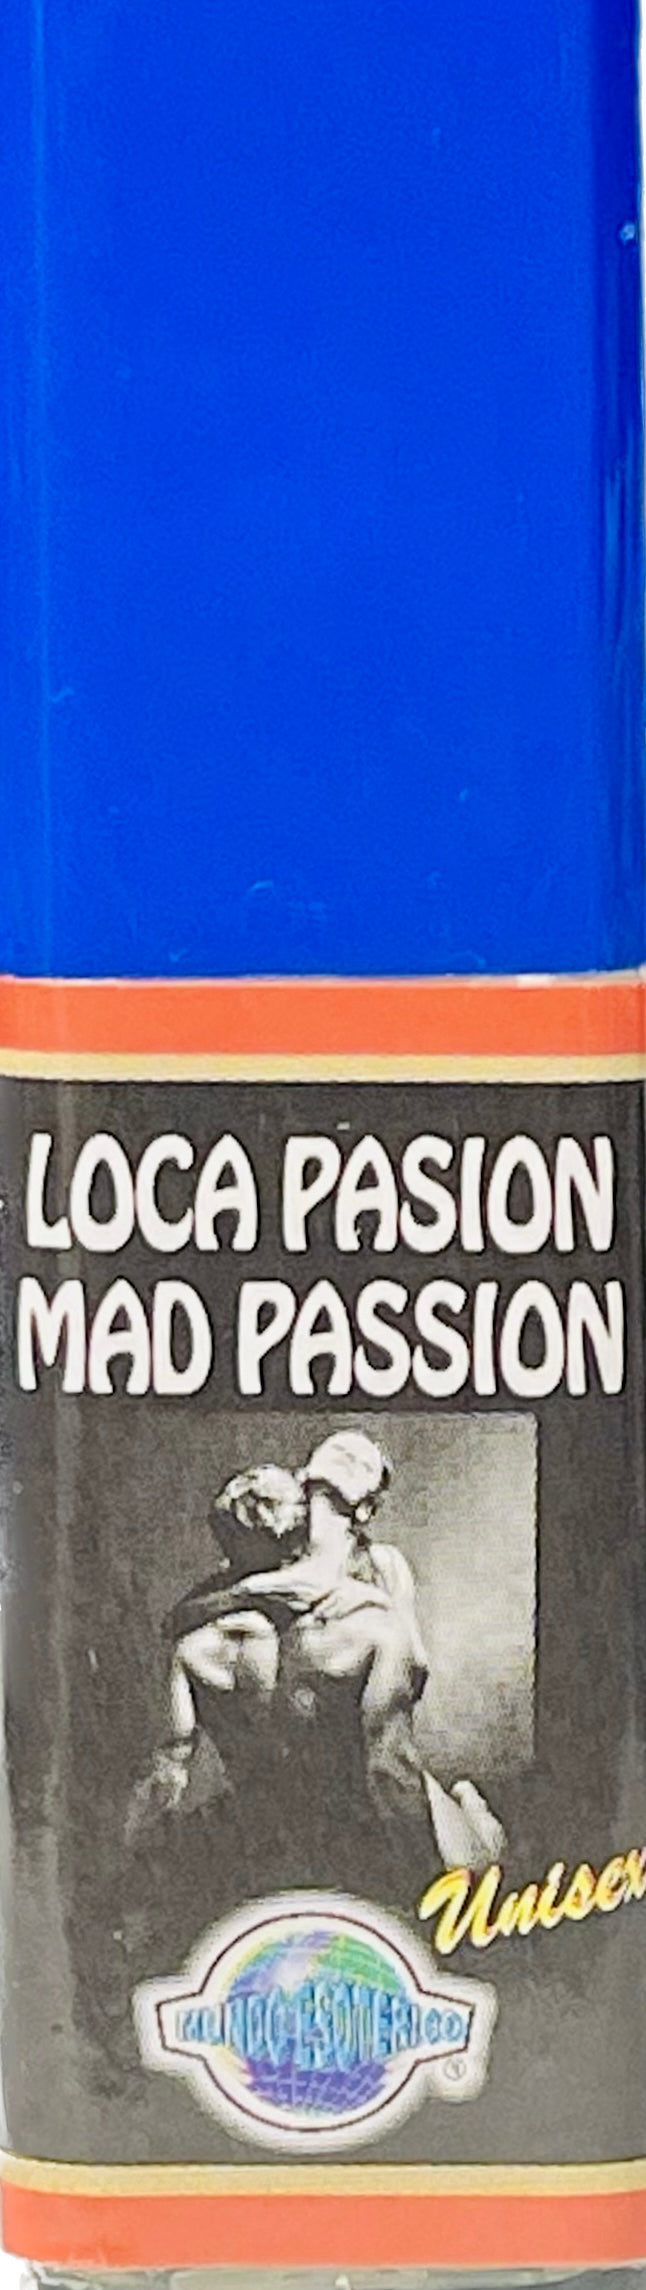 LOCA PASION
MAD PASSION
Unisex
MUNDO ESOTERICO
®